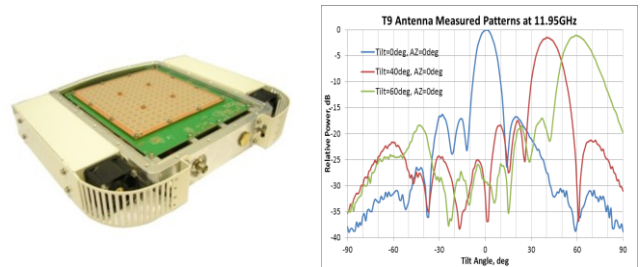 T9 Antenna Measured Patterns at 11.95GHz
0
-5
-10
-15
-20
-25
-30
-35
-40
Relative Power, dB
Tilt=0deg, AZ=0deg
Tilt=40deg, AZ=0deg
Tilt=60deg, AZ=0deg
-90 -60 -30 0 30 60 90
Tilt Angle, deg